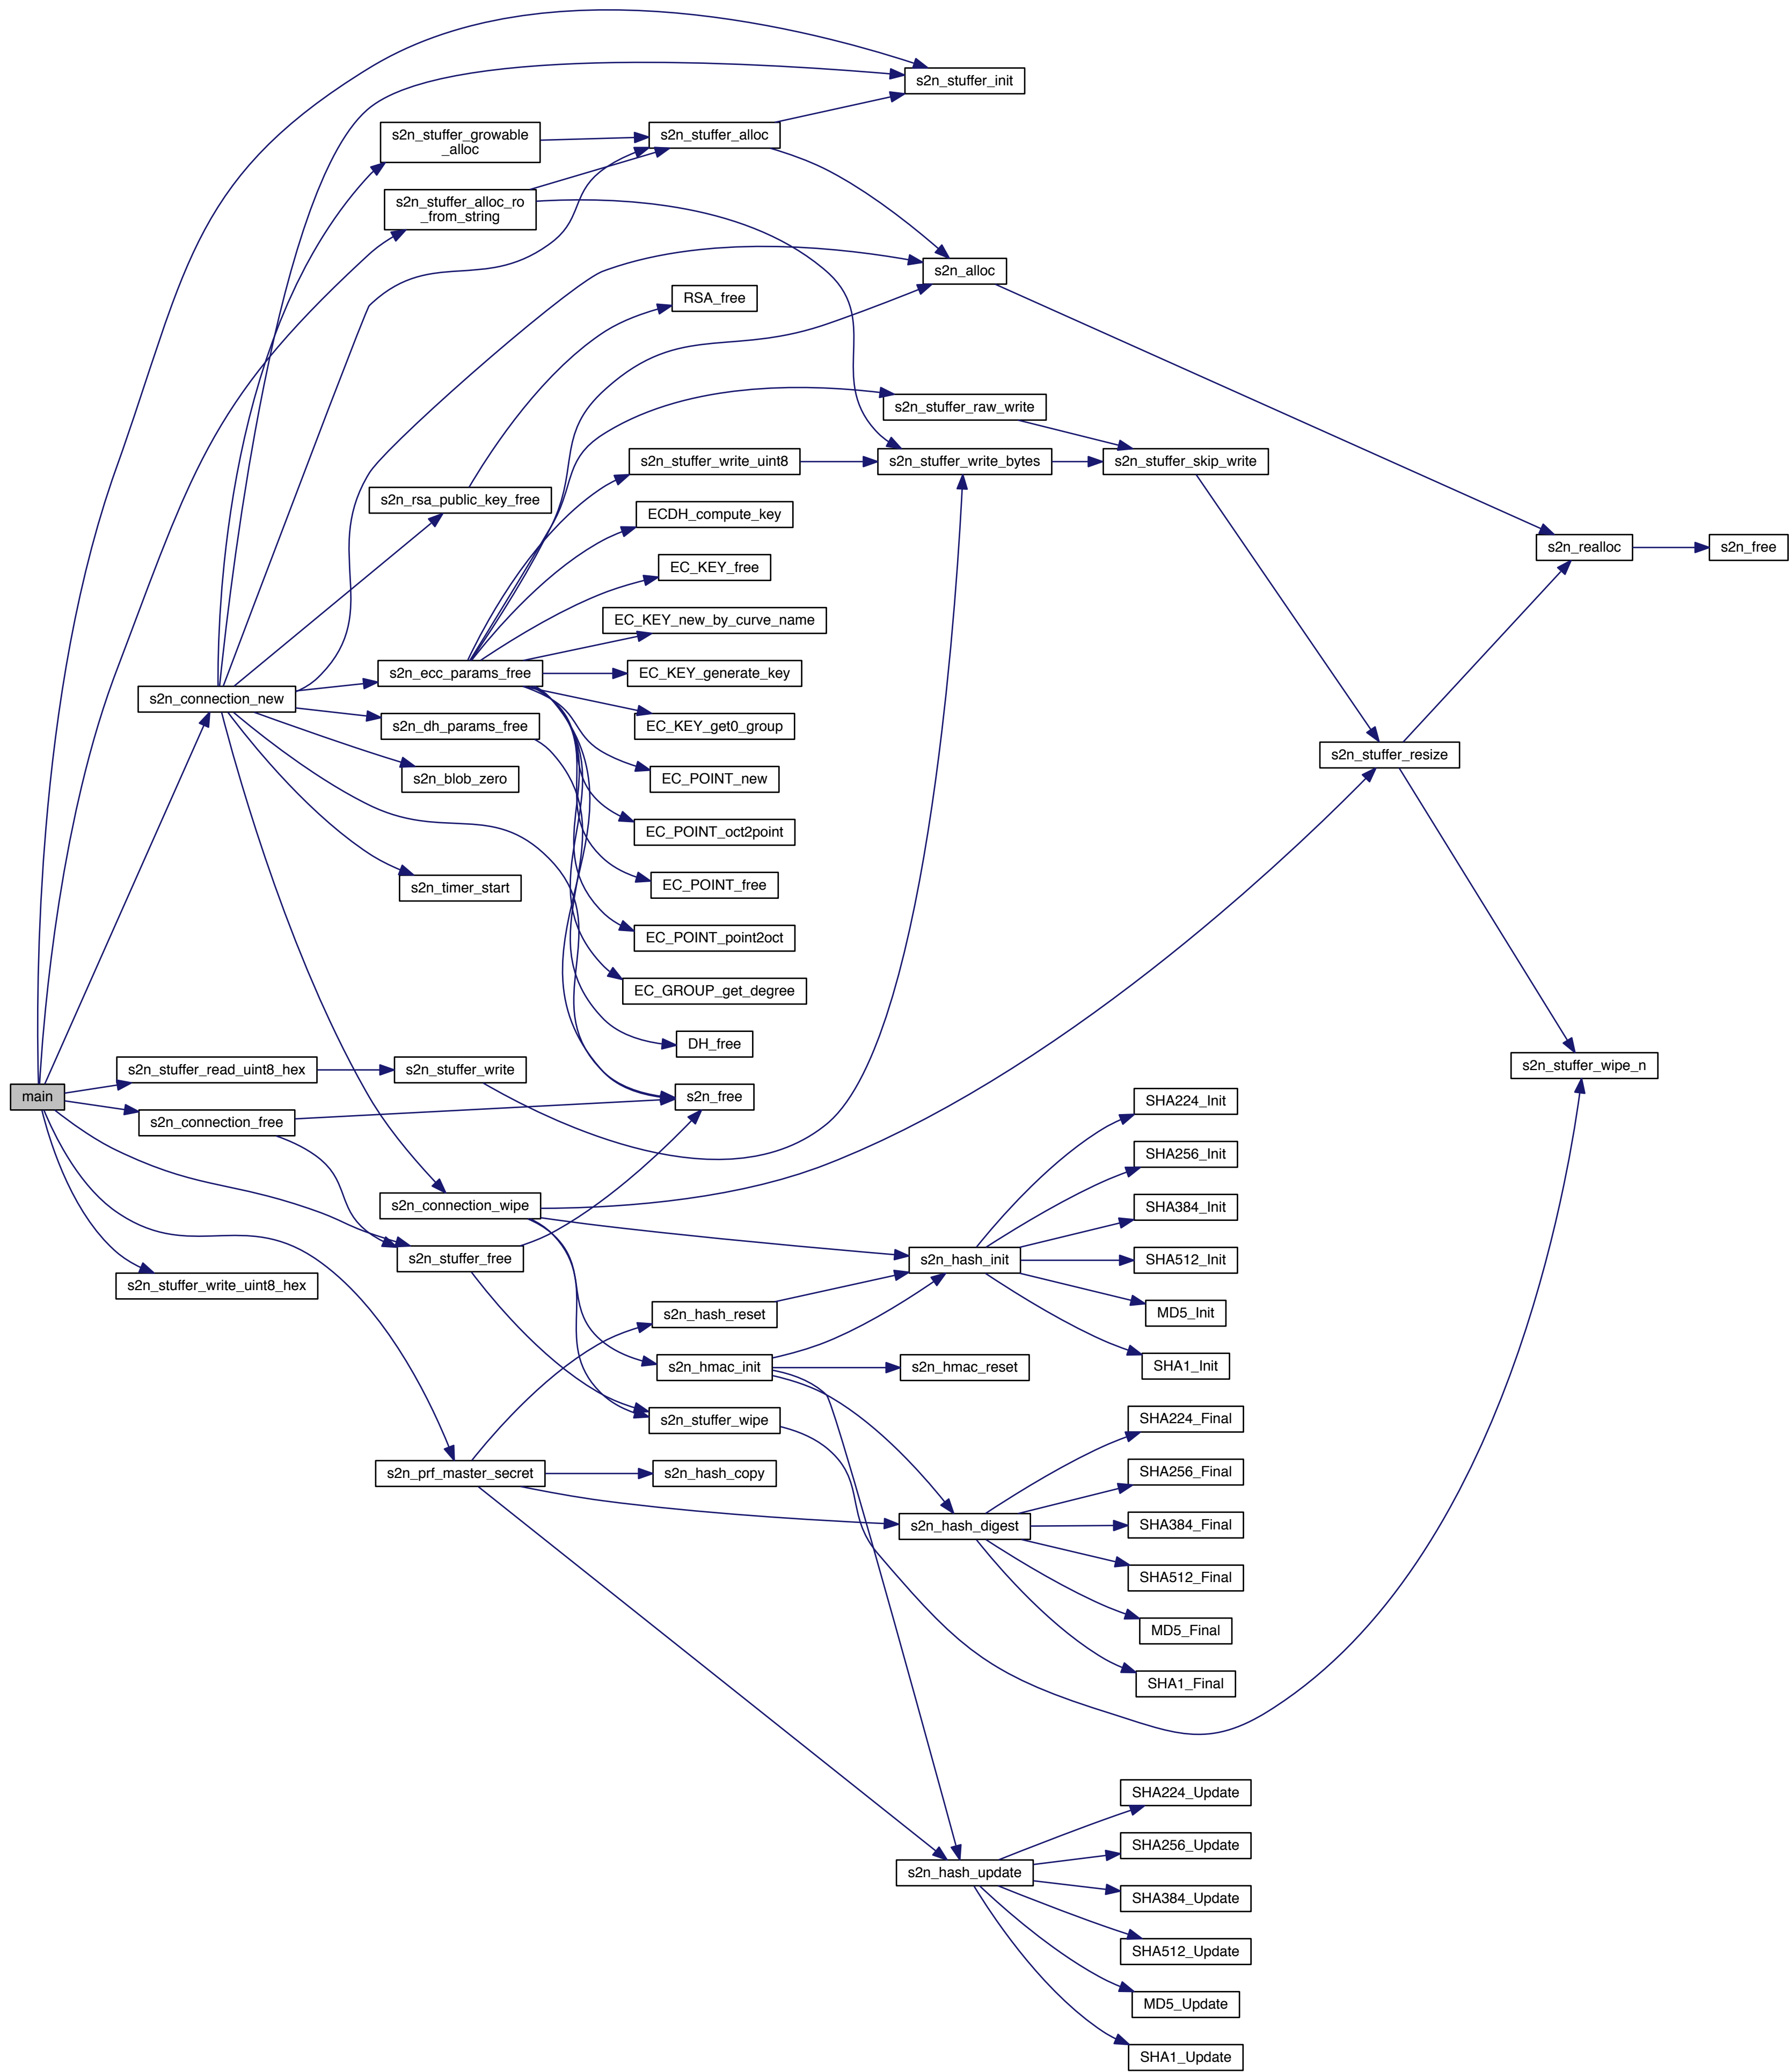 s2n_stuffer_init
s2n_stuffer_growable
_alloc
s2n_stuffer_alloc
s2n_stuffer_alloc_ro
_from_string
s2n_alloc
RSA_free
s2n_stuffer_raw_write
s2n_stuffer_write_uint8
s2n_stuffer_write_bytes
s2n_stuffer_skip_write
s2n_rsa_public_key_free
ECDH_compute_key
s2n_realloc
s2n_free
EC_KEY_free
EC_KEY_new_by_curve_name
s2n_ecc_params_free
EC_KEY_generate_key
s2n_connection_new
s2n_dh_params_free
EC_KEY_get0_group
s2n_stuffer_resize
s2n_blob_zero
EC_POINT_new
EC_POINT_oct2point
s2n_timer_start
EC_POINT_free
EC_POINT_point2oct
EC_GROUP_get_degree
DH_free
s2n_stuffer_wipe_n
s2n_stuffer_read_uint8_hex
s2n_stuffer_write
main
s2n_free
SHA224_Init
s2n_connection_free
SHA256_Init
s2n_connection_wipe
SHA384_Init
s2n_stuffer_free
s2n_hash_init
SHA512_Init
s2n_stuffer_write_uint8_hex
s2n_hash_reset
MD5_Init
s2n_hmac_init
s2n_hmac_reset
SHA1_Init
s2n_stuffer_wipe
SHA224_Final
s2n_prf_master_secret
s2n_hash_copy
SHA256_Final
s2n_hash_digest
SHA384_Final
SHA512_Final
MD5_Final
SHA1_Final
SHA224_Update
SHA256_Update
s2n_hash_update
SHA384_Update
SHA512_Update
MD5_Update
SHA1_Update